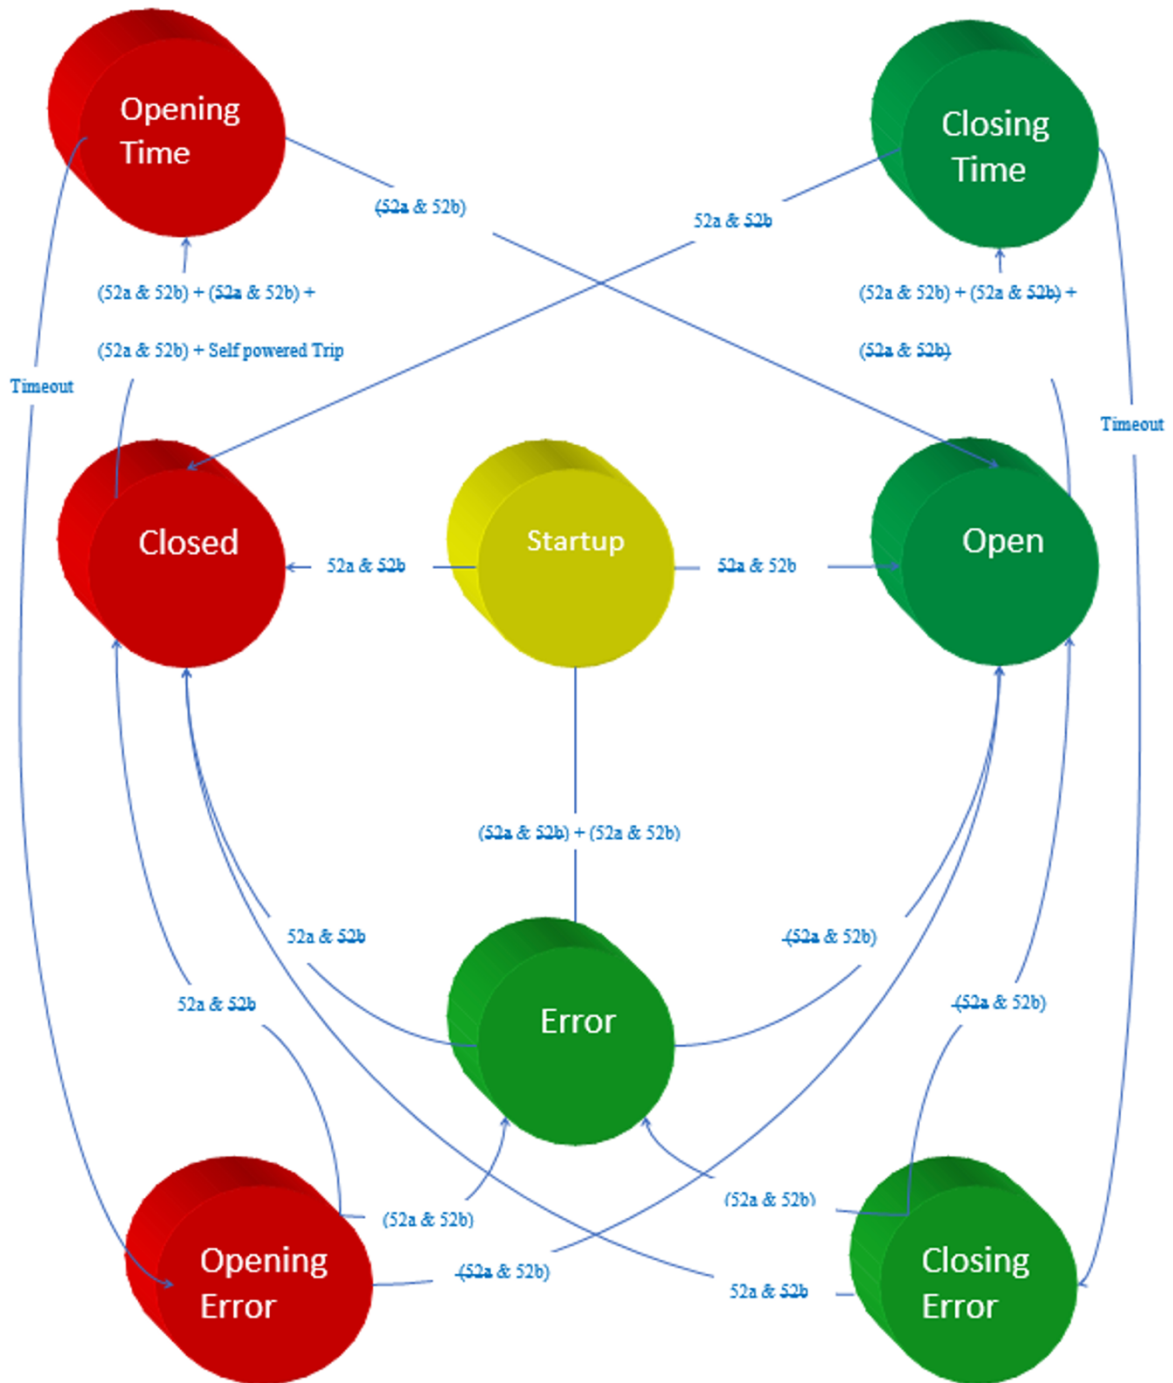 Opening
Time
Closing
Time
(52a & 52b)
52a & 52b
(52a & 52b) + (52a & 52b) +
(52a & 52b) + (52a & 52b) +
(52a & 52b) + Self powered Trip
(52a & 52b)
Timeout
Timeout
Closed
Startup
Open
52a & 52b
52a & 52b
(52a & 52b) + (52a & 52b)
52a & 52b
(52a & 52b)
52a & 52b
(52a & 52b)
Error
(52a & 52b)
(52a & 52b)
Opening
Error
(52a & 52b)
52a & 52b
Closing
Error